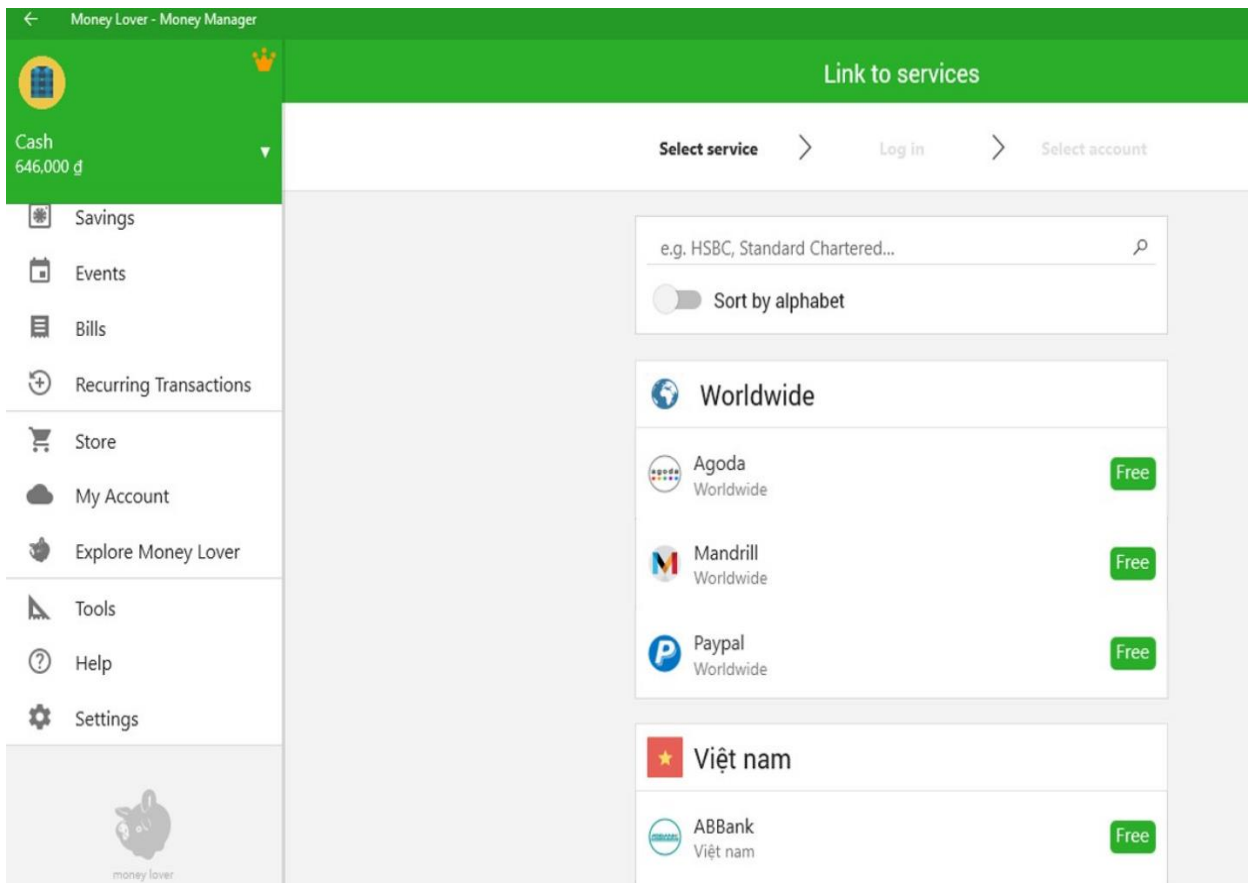 Money Lover - Money Manager
Cash
646,000 ₫
Savings
Events
Bills
Recurring Transactions
Store
My Account
Explore Money Lover
Tools
Help
Settings
money lover
Link to services
Select service
Log in
Select account
e.g. HSBC, Standard Chartered...
Sort by alphabet
Worldwide
agoda
Agoda
Worldwide
Free
Mandrill
Worldwide
Free
Paypal
Worldwide
Free
Việt nam
ABBank
Việt nam
Free